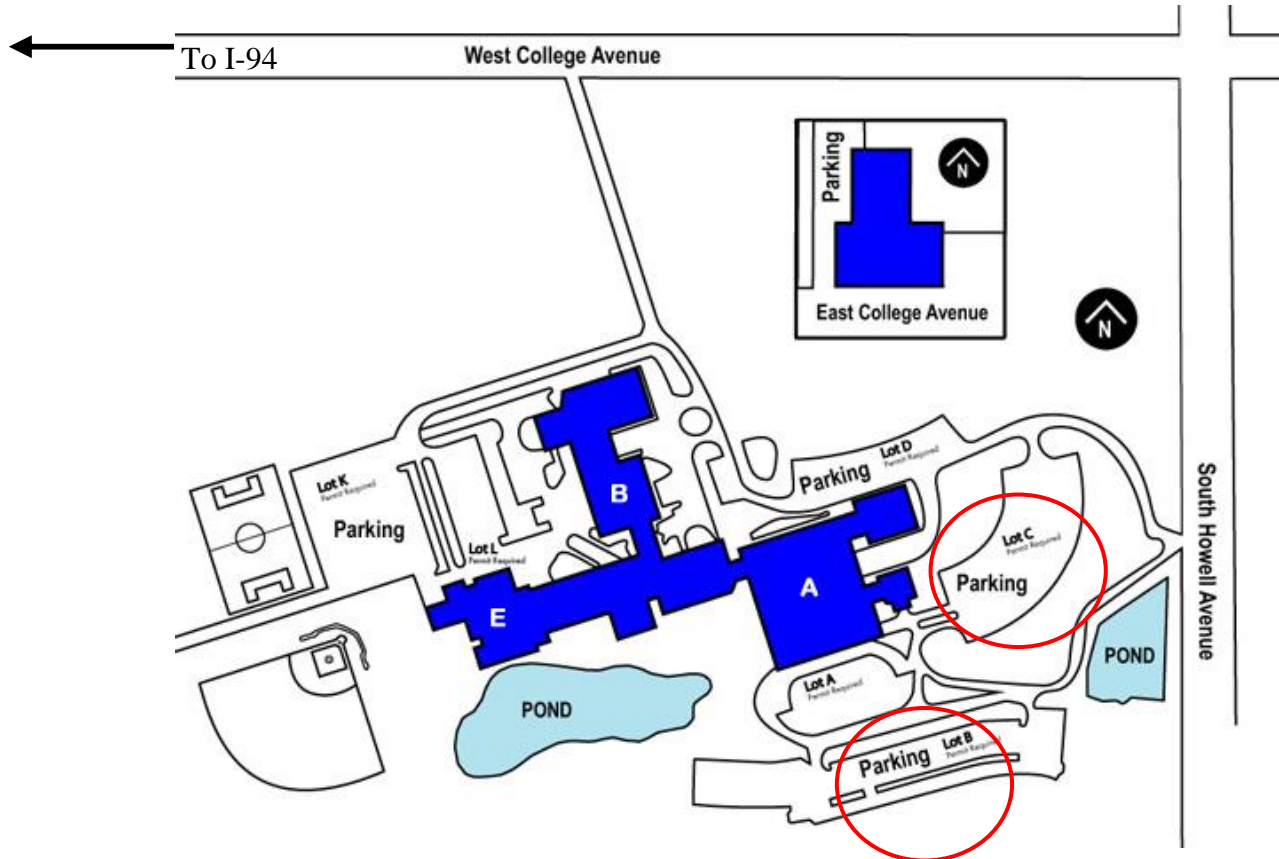 To I-94
West College Avenue
Parking
N
East College Avenue
N
South Howell Avenue
Lot D
Permit Required
Parking
Lot K
Permit Required
Parking
B
Lot C
Permit Required
Parking
Lot L
Permit Required
A
E
POND
Lot A
Permit Required
POND
Lot B
Permit Required
Parking